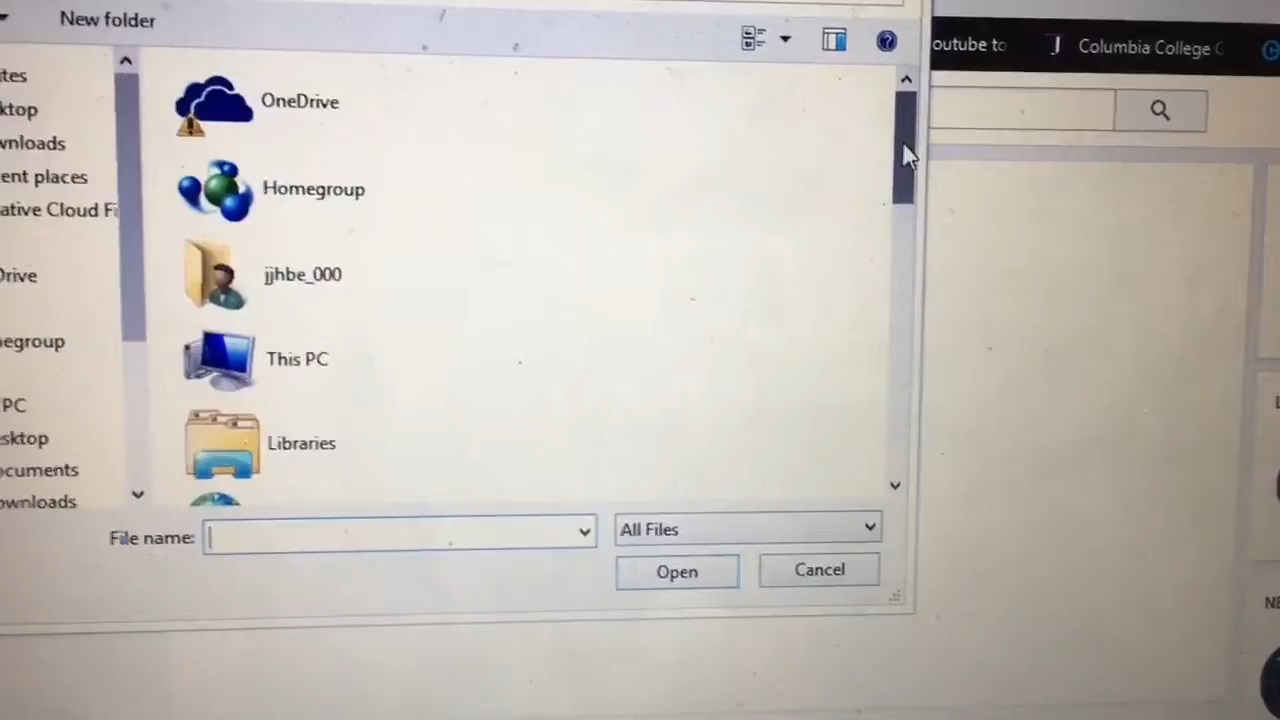 New folder
outube to
Columbia College C
ites
ktop
wnloads
ent places
ative Cloud Fi
Drive
egroup
PC
sktop
ocuments
ownloads
OneDrive
Homegroup
jjhbe_000
This PC
Libraries
File name:
All Files
Open
Cancel